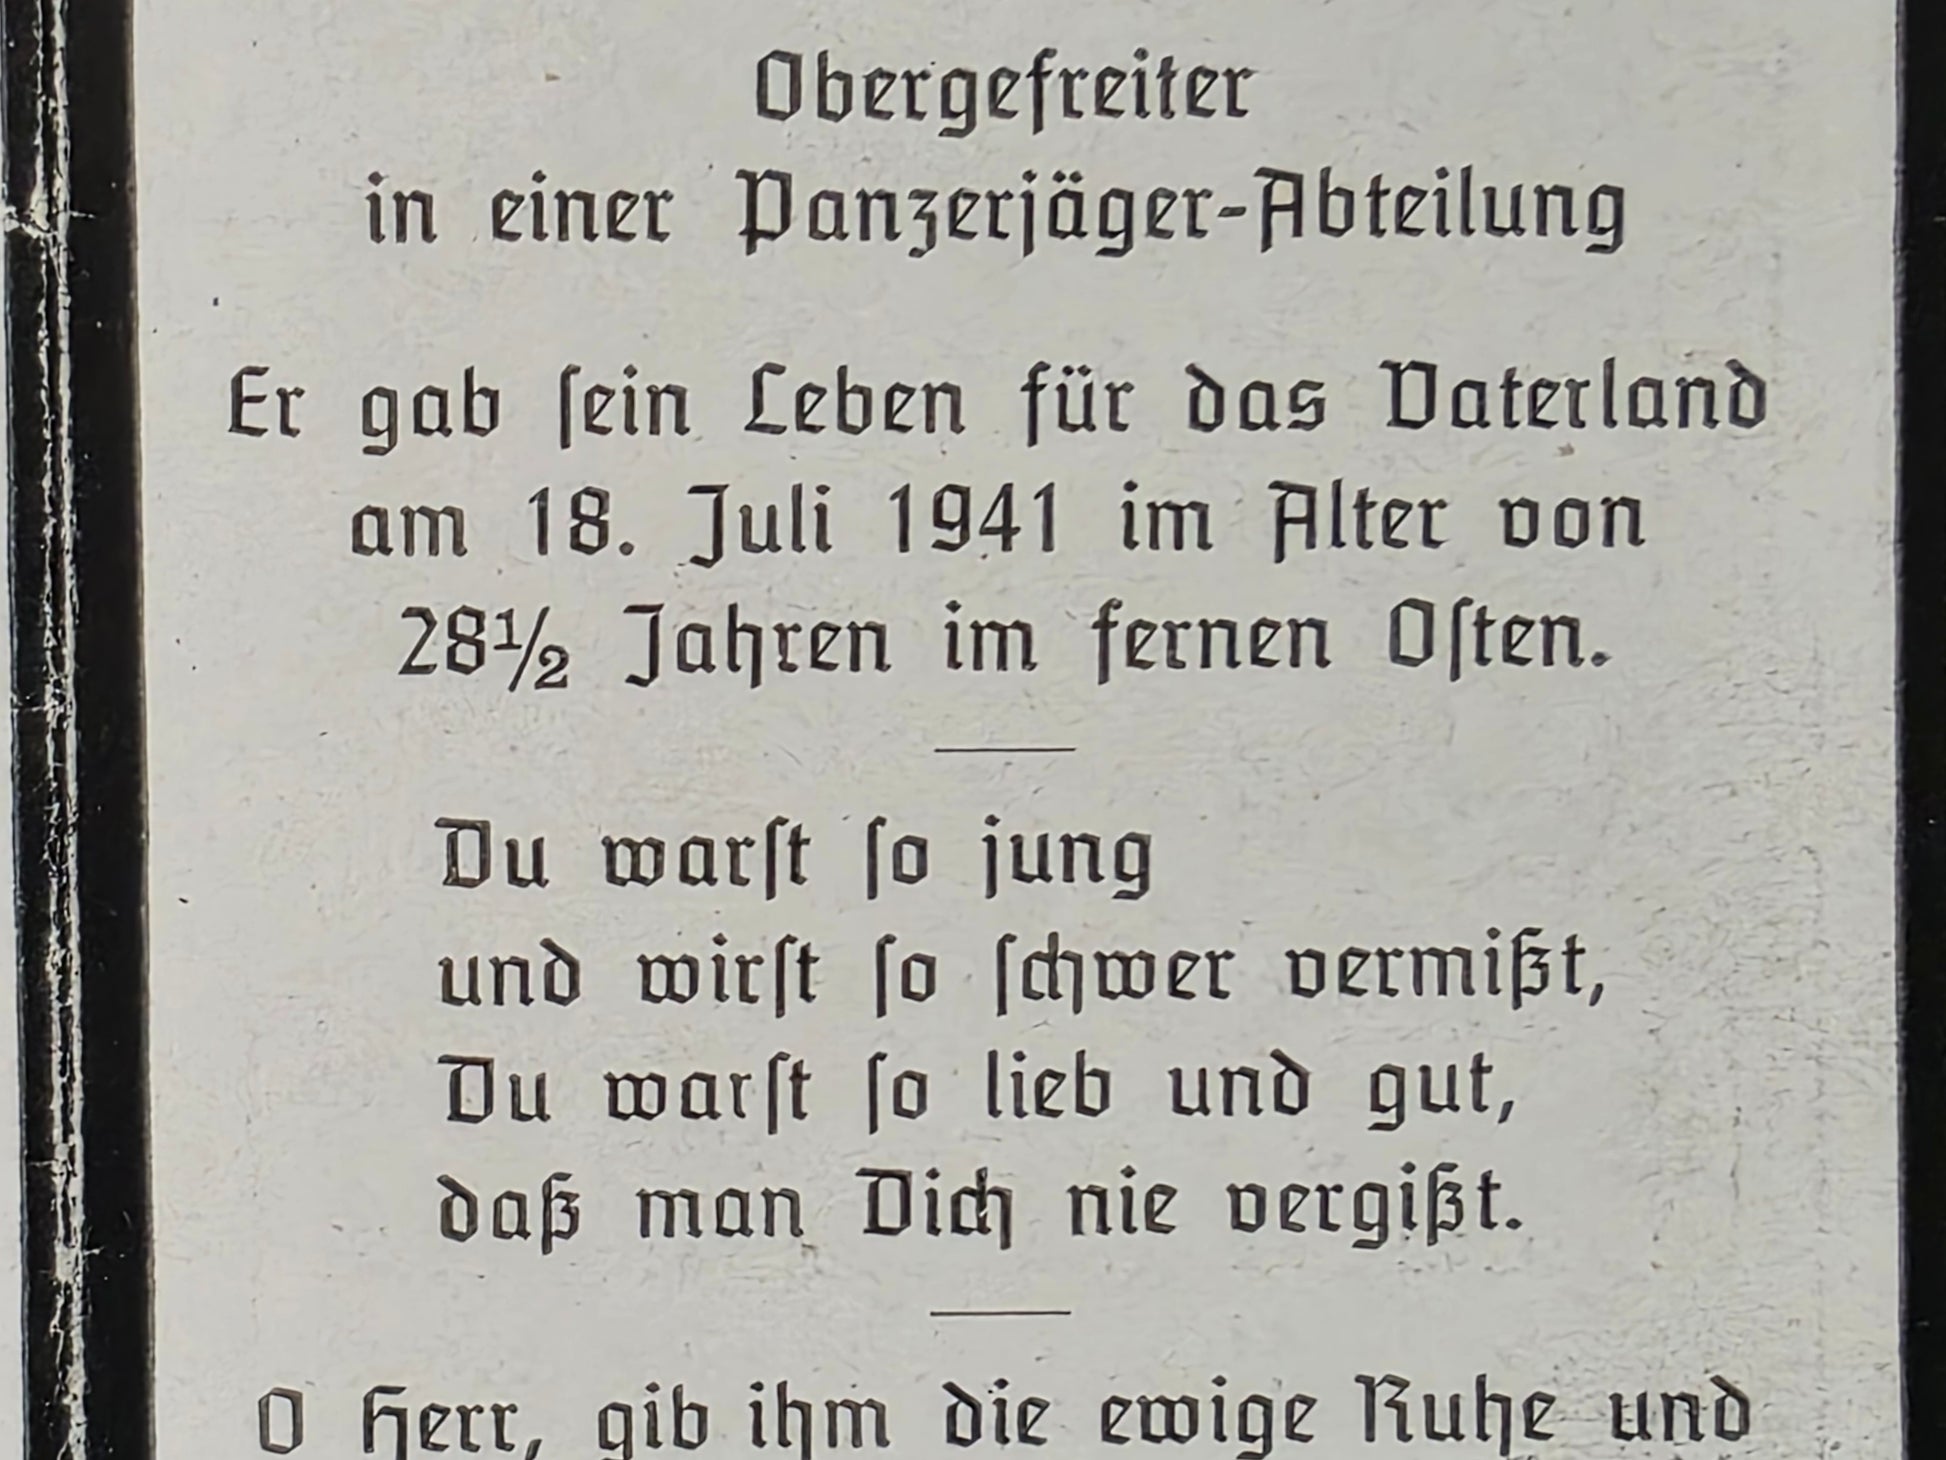 Obergefreiter
in einer Panzerjäger-Abteilung
Er gab ſein Leben für das Vaterland
am 18. Juli 1941 im Alter von
28½ Jahren im fernen Oſten.
Du warſt ſo jung
und wirſt ſo ſchwer vermißt,
Du warſt ſo lieb und gut,
daß man Dich nie vergißt.
O Herr, gib ihm die ewige Ruhe und